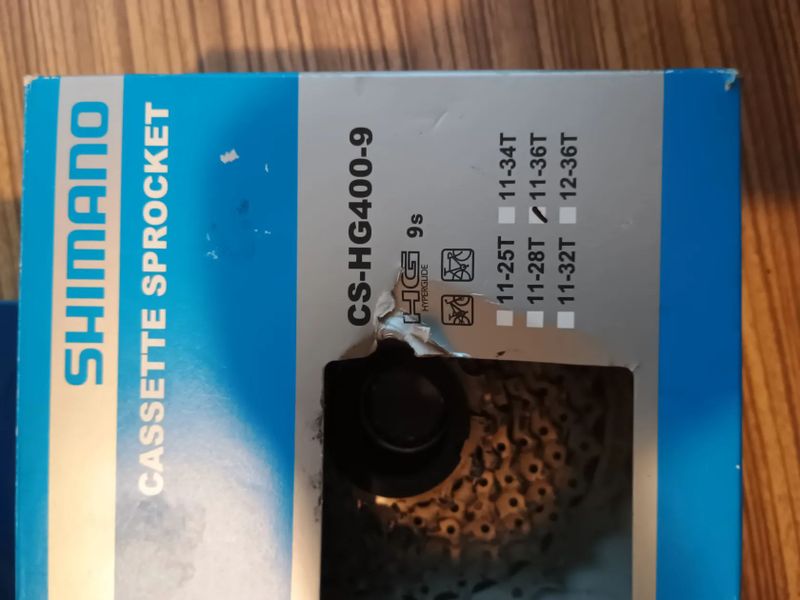 SHIMANO
CASSETTE SPROCKET
CS-HG400-9
HG 9s
HYPERGLIDE
11-25T 11-34T
11-28T 11-36T
11-32T 12-36T